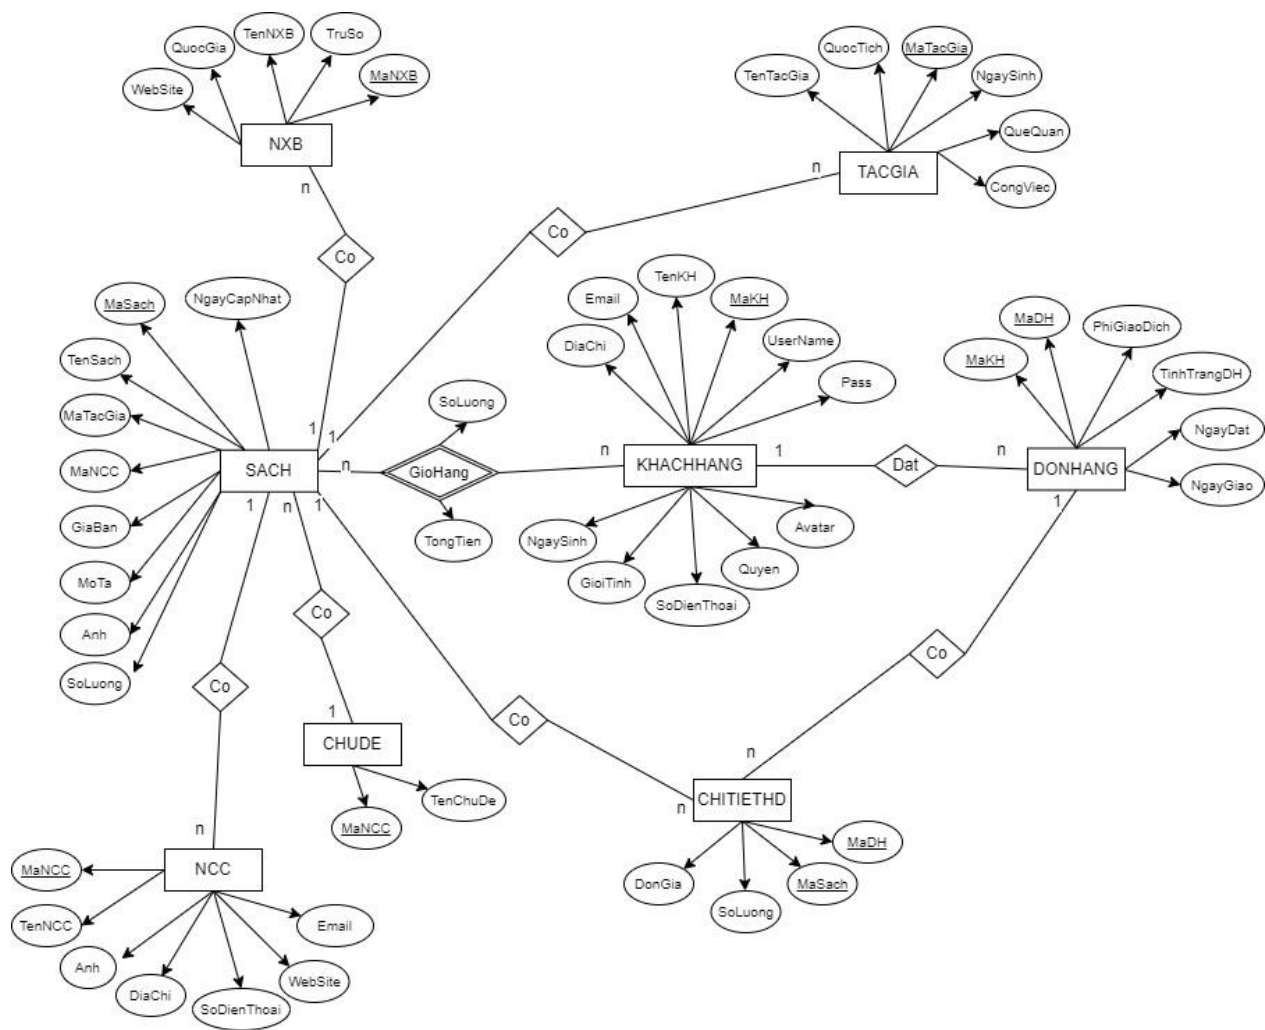 TenNXB
TruSo
QuocGia
MaNXB
WebSite
NXB
n
QuocTich
MaTacGia
TenTacGia
NgaySinh
QueQuan
TACGIA
CongViec
n
Co
Co
MaSach
NgayCapNhat
TenSach
MaTacGia
MaNCC
GiaBan
MoTa
Anh
SoLuong
SACH
1
1
n
1
n
1
SoLuong
GioHang
TongTien
TenKH
Email
MaKH
DiaChi
UserName
Pass
n
KHACHHANG
1
NgaySinh
Avatar
GioiTinh
Quyen
SoDienThoai
Dat
MaDH
PhiGiaoDich
MaKH
TinhTrangDH
NgayDat
NgayGiao
n
DONHANG
1
Co
Co
Co
Co
1
CHUDE
TenChuDe
MaNCC
n
n
CHITIETHD
MaDH
DonGia
MaSach
SoLuong
n
NCC
MaNCC
TenNCC
Email
Anh
WebSite
DiaChi
SoDienThoai